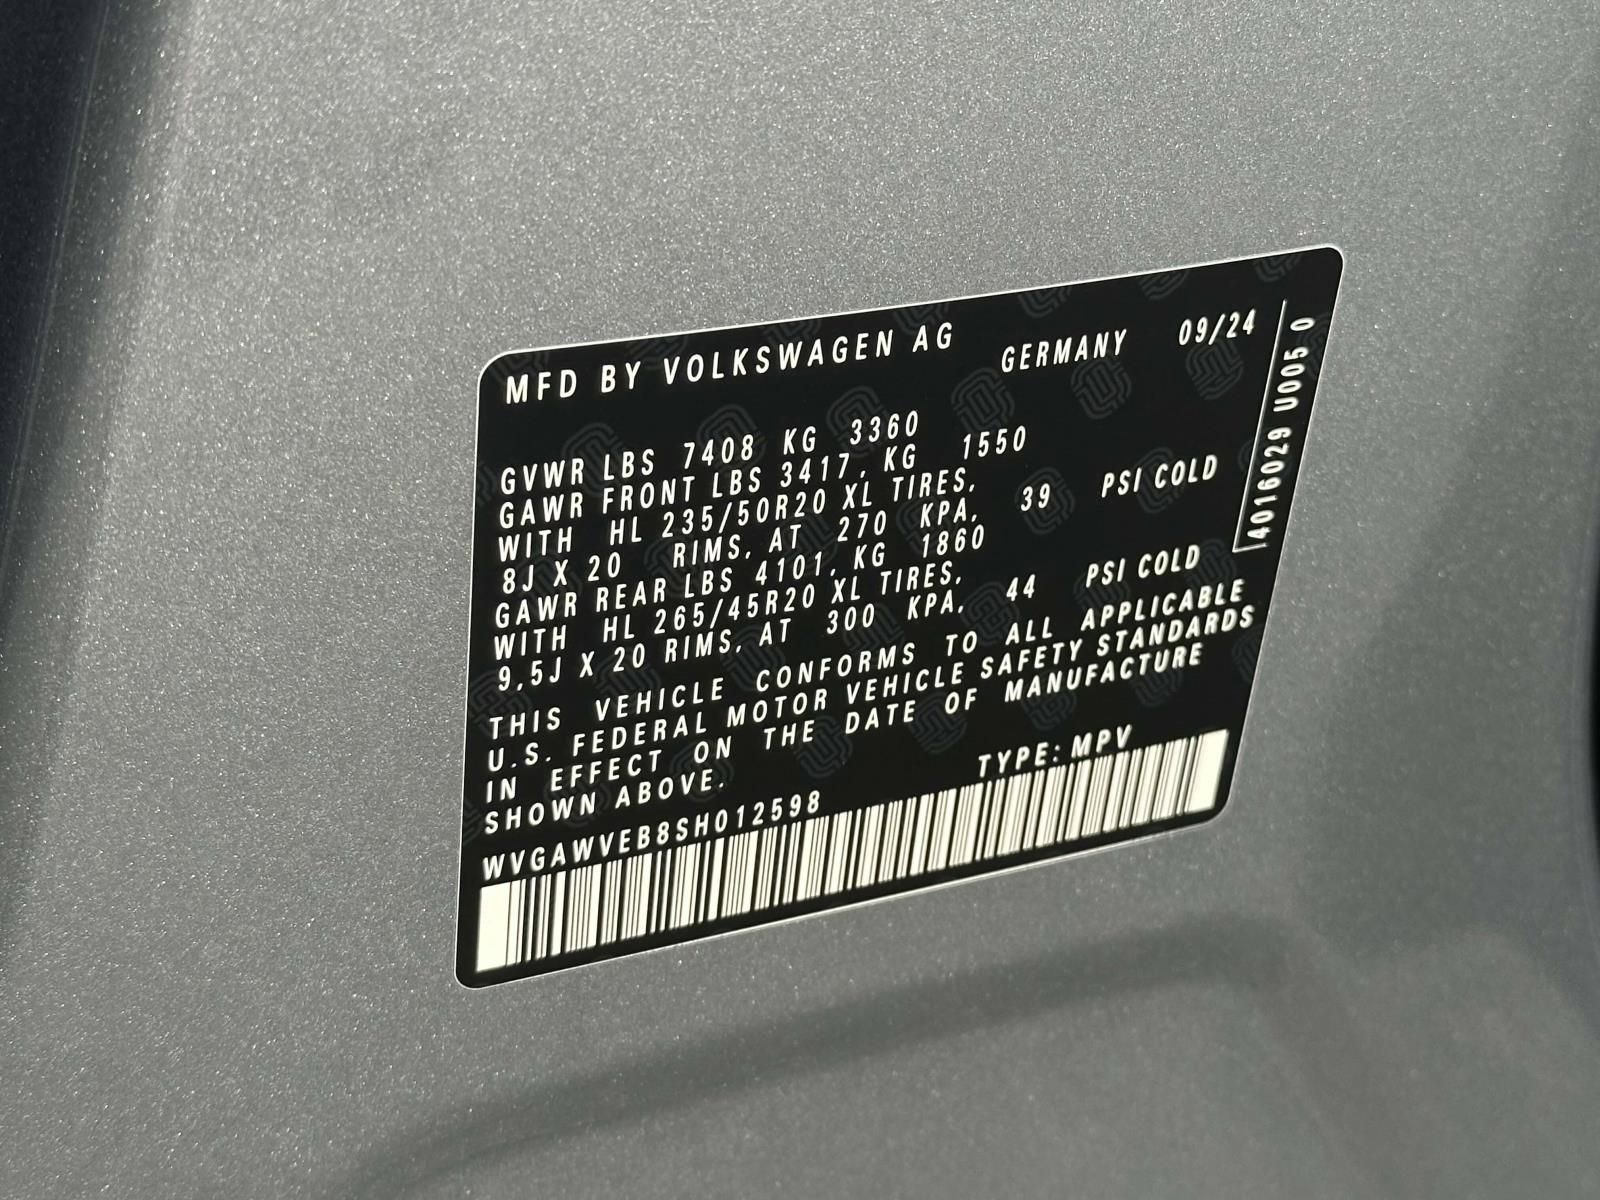 MFD BY VOLKSWAGEN AG GERMANY 09/24
GVWR LBS 7408 KG 3360
GAWR FRONT LBS 3417, KG 1550
WITH HL 235/50R20 XL TIRES,
8J X 20 RIMS, AT 270 KPA, 39 PSI COLD
GAWR REAR LBS 4101, KG 1860
WITH HL 265/45R20 XL TIRES,
9,5J X 20 RIMS, AT 300 KPA, 44 PSI COLD
THIS VEHICLE CONFORMS TO ALL APPLICABLE
U.S. FEDERAL MOTOR VEHICLE SAFETY STANDARDS
IN EFFECT ON THE DATE OF MANUFACTURE
SHOWN ABOVE.
TYPE: MPV
WVGAWVEB8SH012598
4016029 U005 0